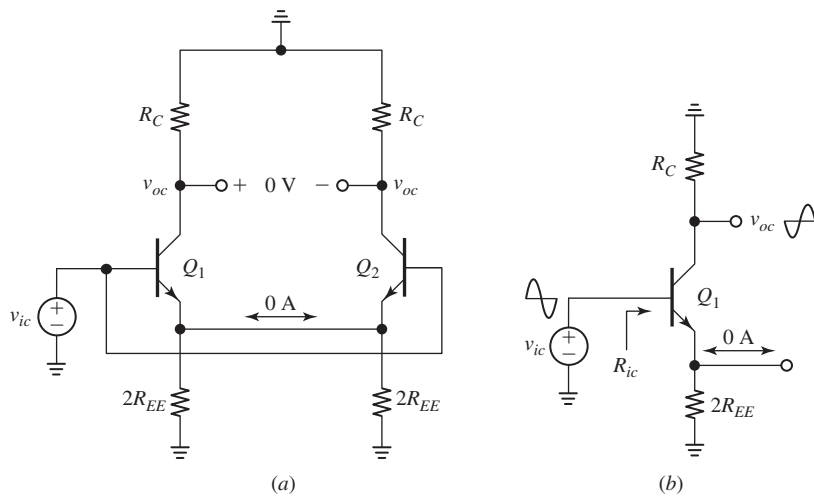 R_C R_C
v_oc + 0 V − v_oc
Q_1 Q_2
v_ic + −
0 A
2R_EE 2R_EE
(a)
R_C
v_oc
Q_1
v_ic + −
R_ic
0 A
2R_EE
(b)